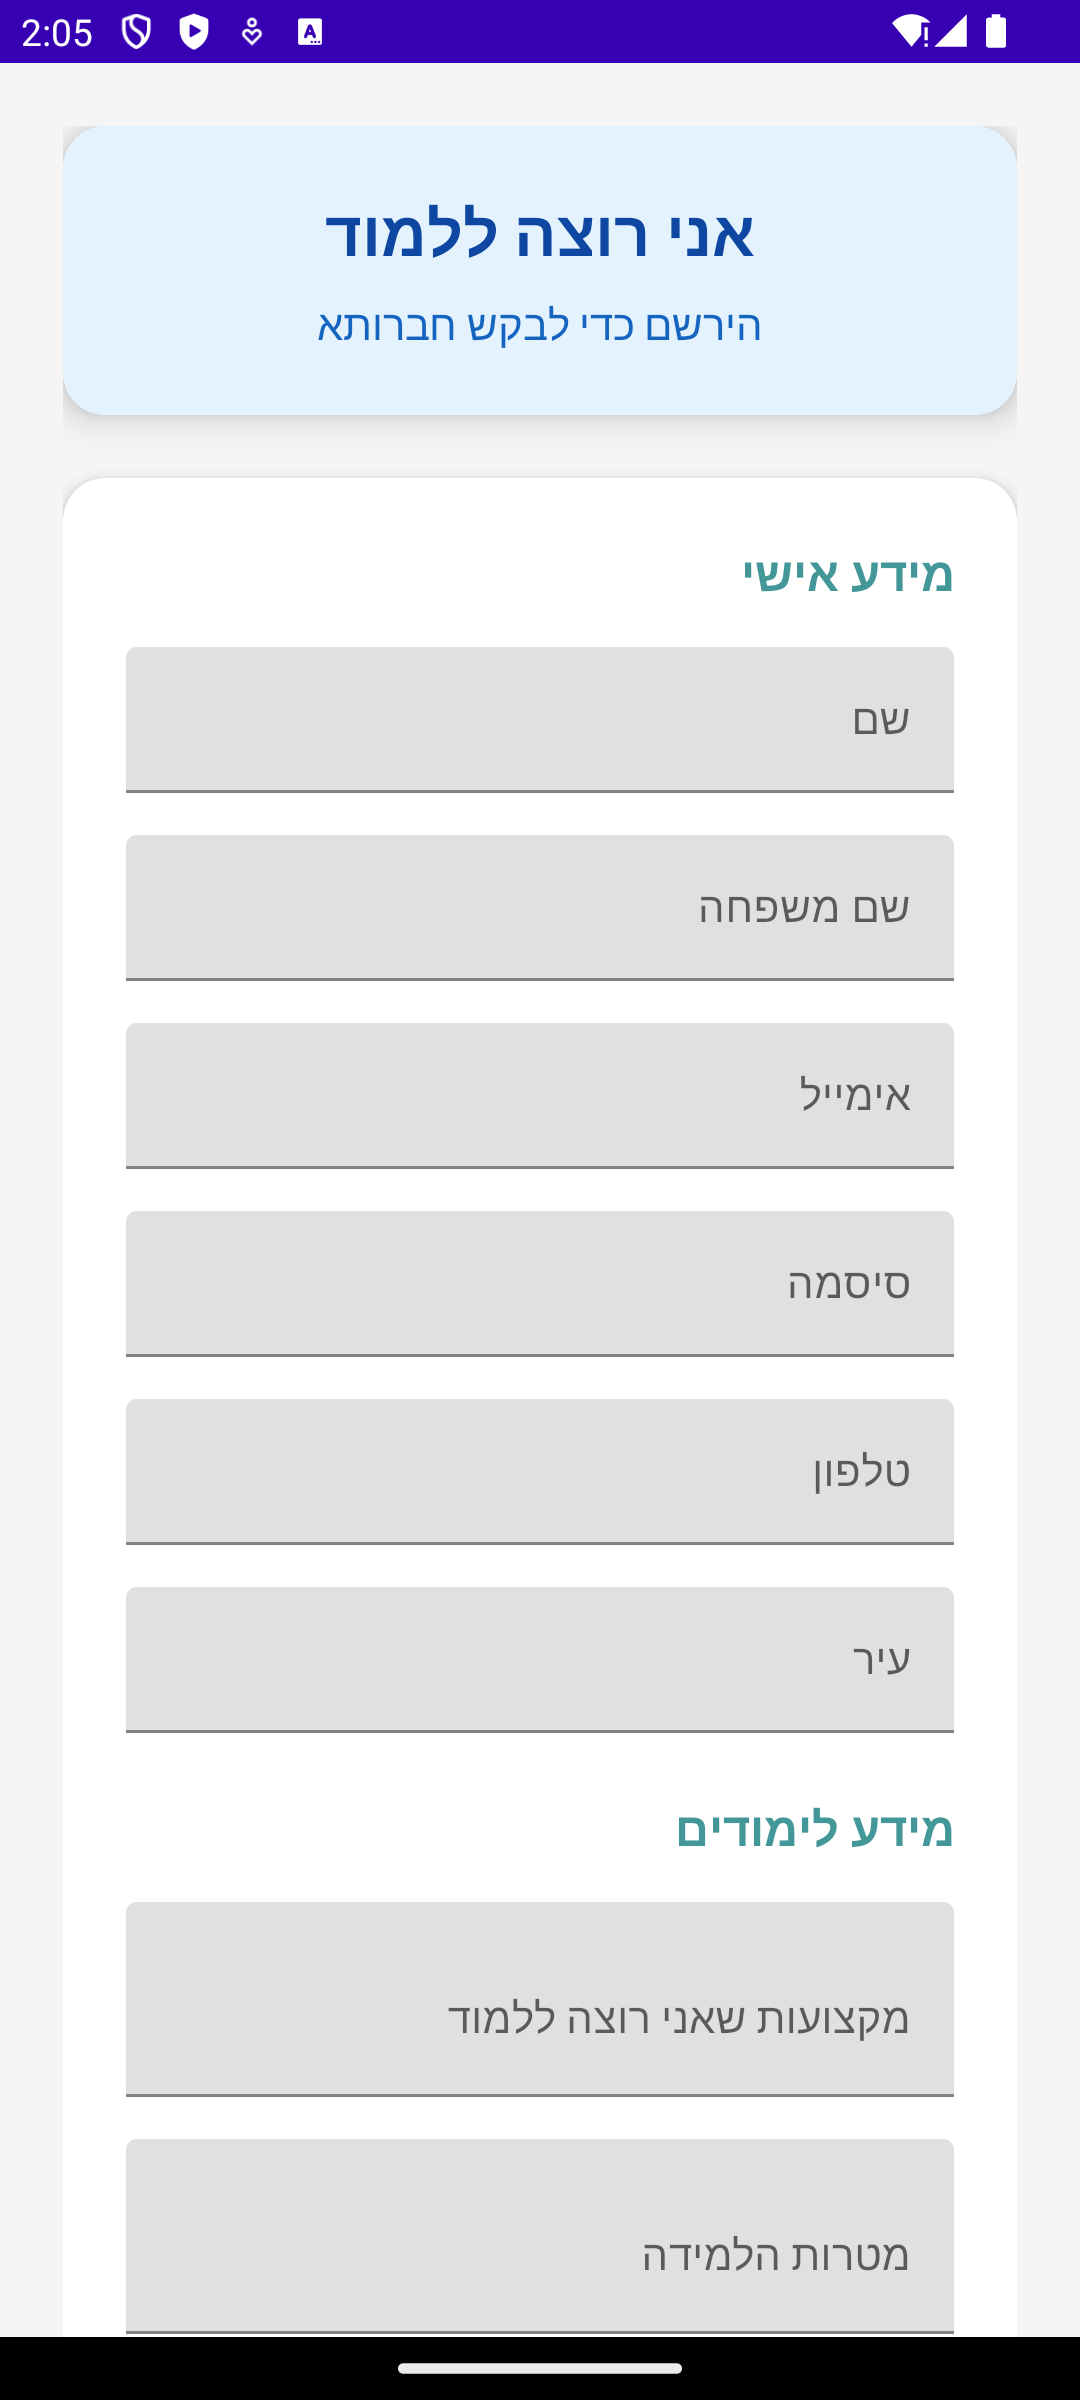 2:05
אני רוצה ללמוד
הירשם כדי לבקש חברותא
מידע אישי
שם
שם משפחה
אימייל
סיסמה
טלפון
עיר
מידע לימודים
מקצועות שאני רוצה ללמוד
מטרות הלמידה